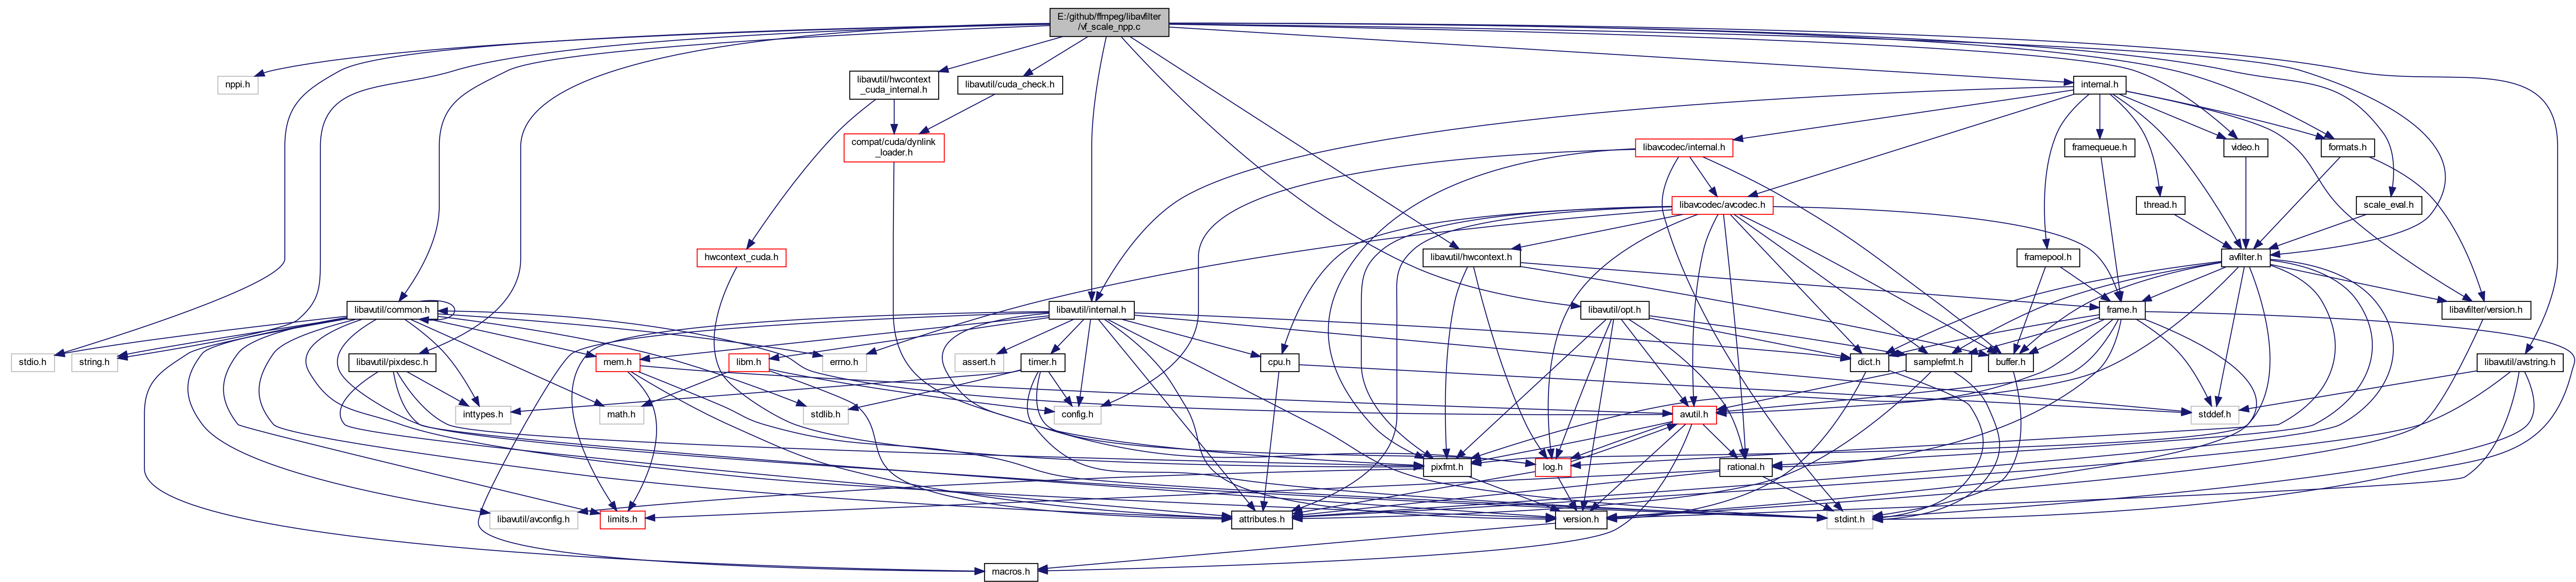 E:/github/ffmpeg/libavfilter
/vf_scale_npp.c
nppi.h
libavutil/hwcontext
_cuda_internal.h
libavutil/cuda_check.h
internal.h
compat/cuda/dynlink
_loader.h
libavcodec/internal.h
framequeue.h
video.h
formats.h
libavcodec/avcodec.h
thread.h
scale_eval.h
hwcontext_cuda.h
libavutil/hwcontext.h
framepool.h
avfilter.h
libavutil/common.h
libavutil/internal.h
libavutil/opt.h
frame.h
libavfilter/version.h
stdio.h
string.h
libavutil/pixdesc.h
mem.h
libm.h
errno.h
assert.h
timer.h
cpu.h
dict.h
samplefmt.h
buffer.h
libavutil/avstring.h
inttypes.h
math.h
stdlib.h
config.h
avutil.h
stddef.h
pixfmt.h
log.h
rational.h
libavutil/avconfig.h
limits.h
attributes.h
version.h
stdint.h
macros.h